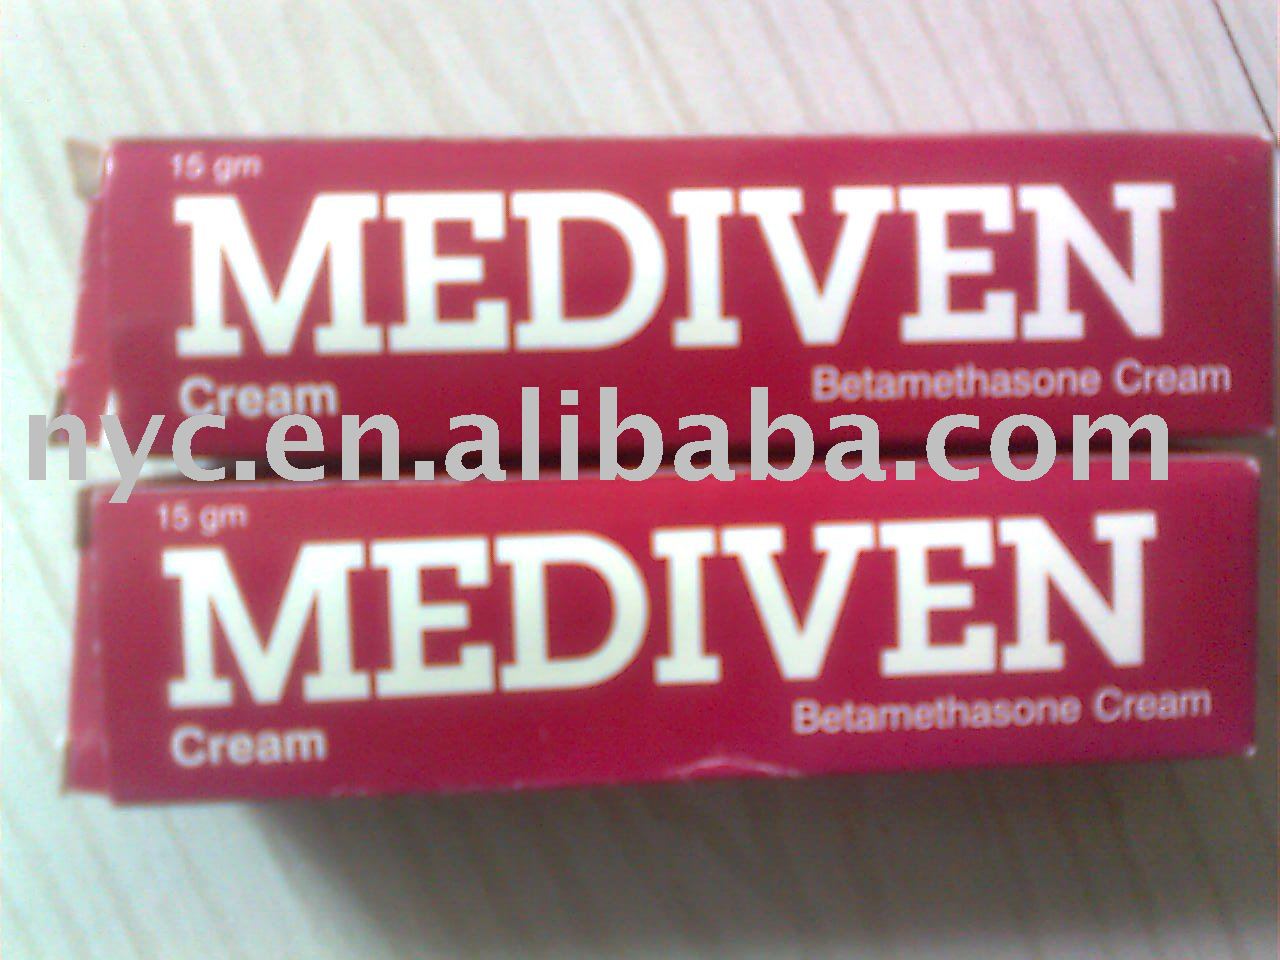 15 gm
MEDIVEN
Cream
Betamethasone Cream
nyc.en.alibaba.com
15 gm
MEDIVEN
Cream
Betamethasone Cream